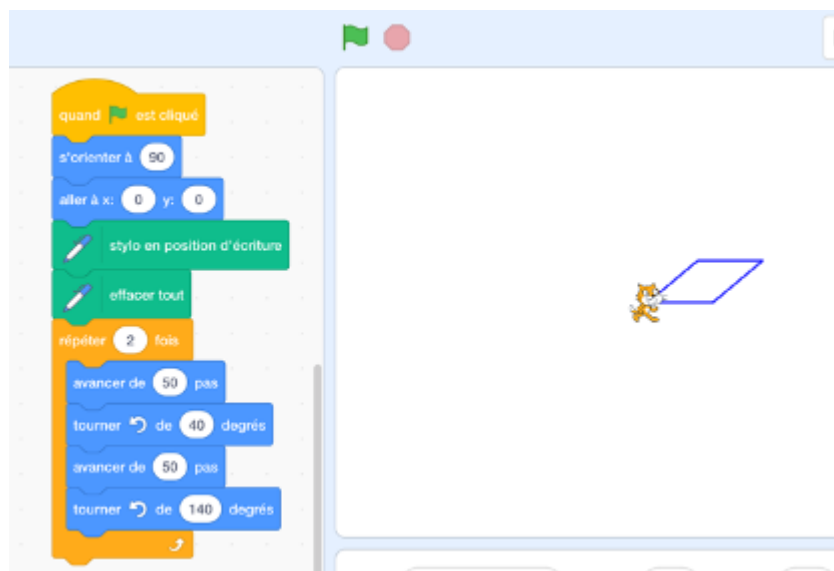 quand est cliqué
s'orienter à 90
aller à x: 0 y: 0
stylo en position d'écriture
effacer tout
répéter 2 fois
avancer de 50 pas
tourner de 40 degrés
avancer de 50 pas
tourner de 140 degrés